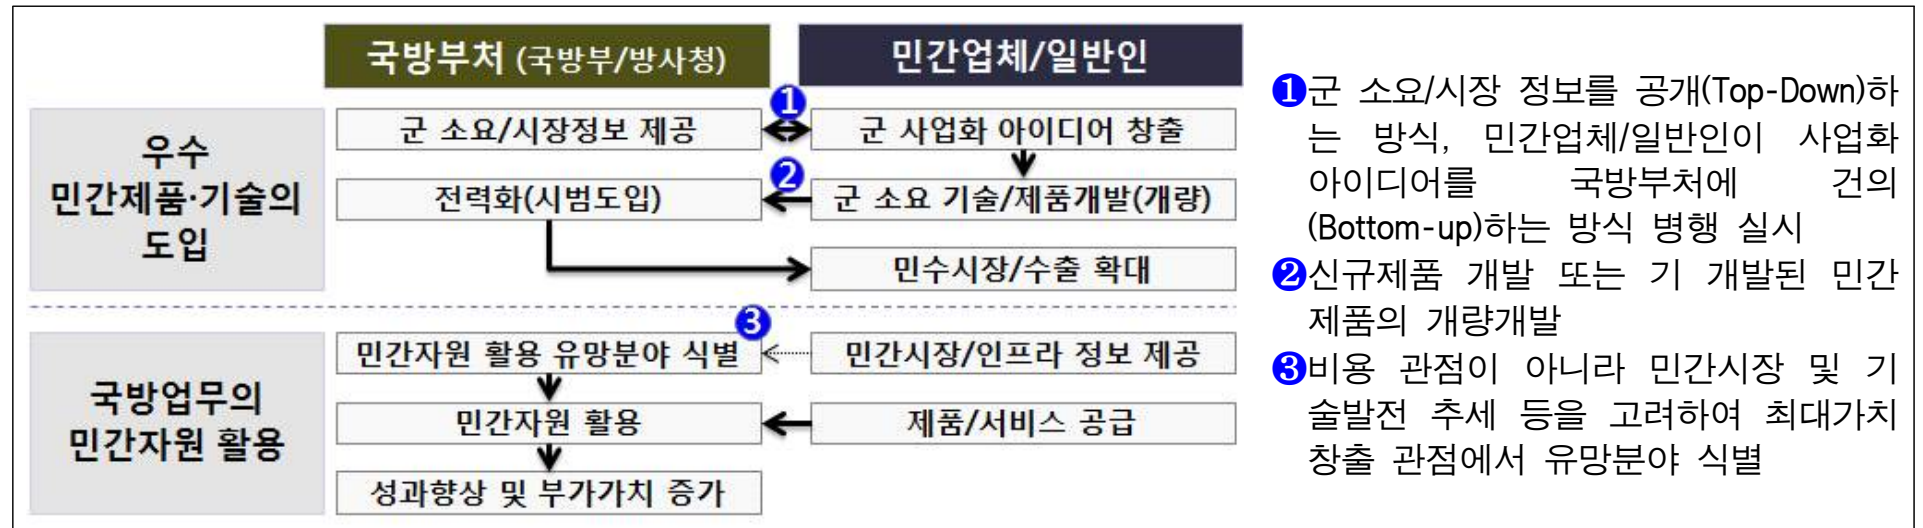 국방부처 (국방부/방사청)
민간업체/일반인
우수
민간제품·기술의
도입
군 소요/시장정보 제공
❶
군 사업화 아이디어 창출
전력화(시범도입)
❷
군 소요 기술/제품개발(개량)
민수시장/수출 확대
국방업무의
민간자원 활용
민간자원 활용 유망분야 식별
❸
민간시장/인프라 정보 제공
민간자원 활용
제품/서비스 공급
성과향상 및 부가가치 증가
❶군 소요/시장 정보를 공개(Top-Down)하
는 방식, 민간업체/일반인이 사업화
아이디어를 국방부처에 건의
(Bottom-up)하는 방식 병행 실시
❷신규제품 개발 또는 기 개발된 민간
제품의 개량개발
❸비용 관점이 아니라 민간시장 및 기
술발전 추세 등을 고려하여 최대가치
창출 관점에서 유망분야 식별